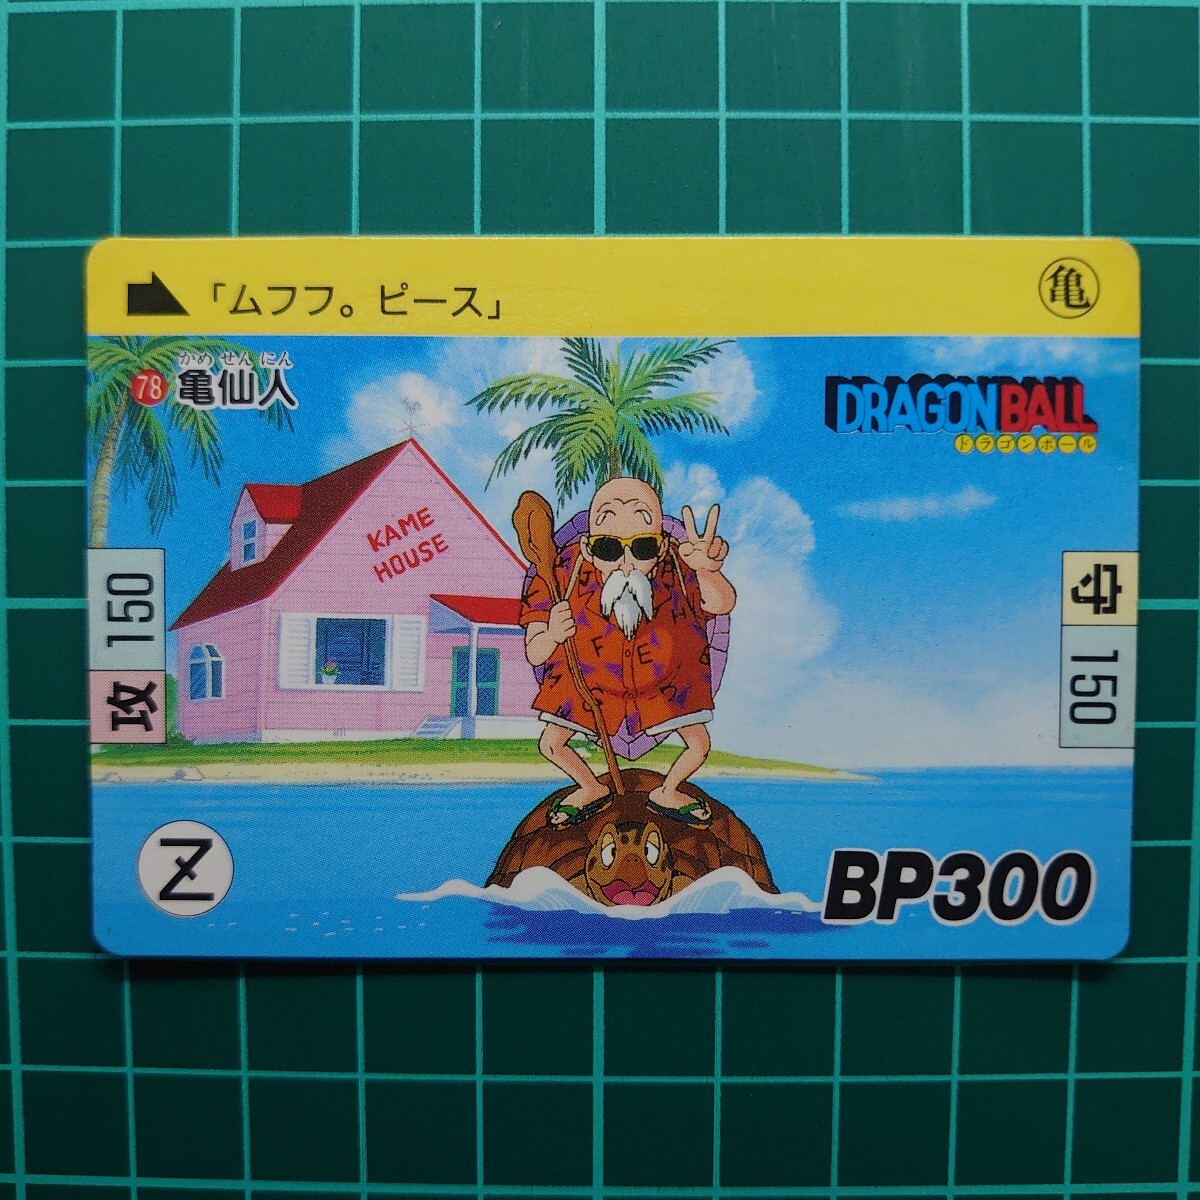 「ムフフ。ピース」
亀
かめ せん にん
78 亀仙人
DRAGON BALL
ドラゴンボール
KAME
HOUSE
攻 150
守 150
F E
Z
BP300